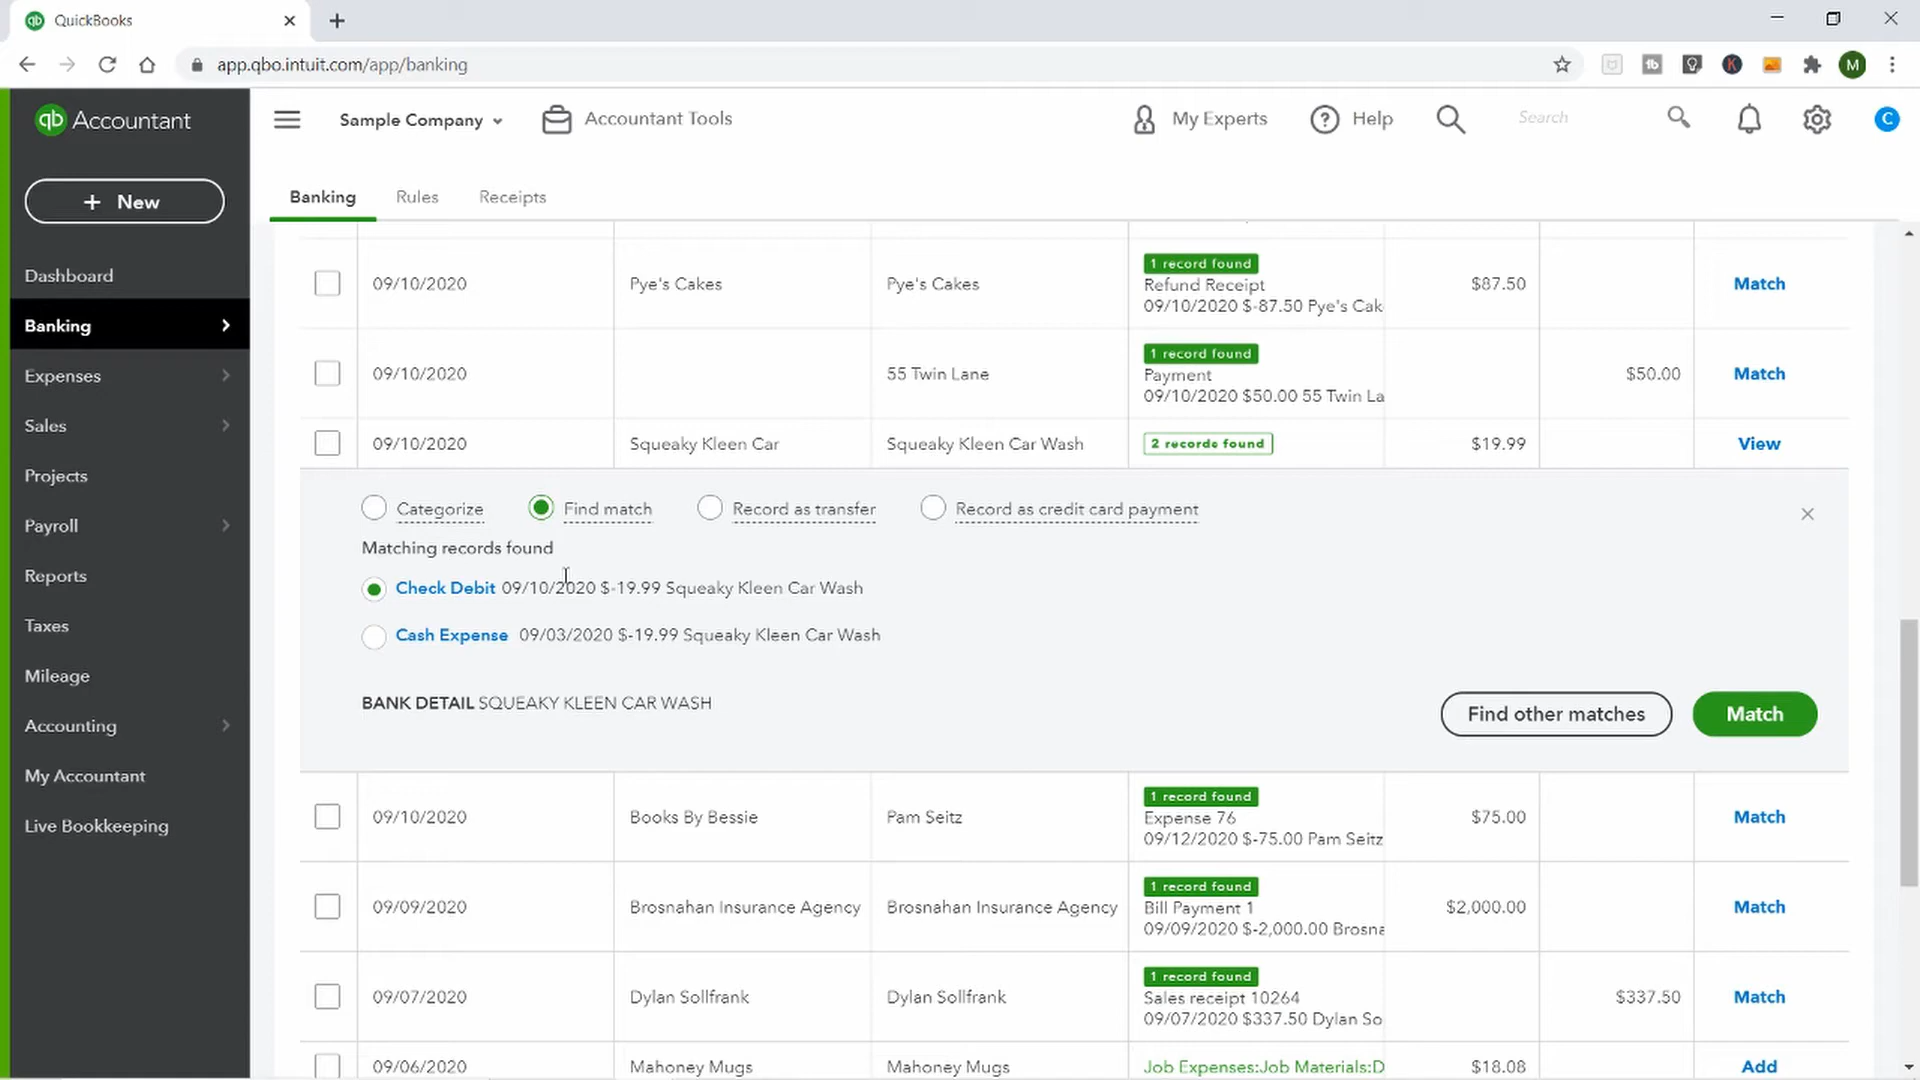 QuickBooks
app.qbo.intuit.com/app/banking
M
qb Accountant
Sample Company
Accountant Tools
My Experts
Help
Search
C
New
Banking
Rules
Receipts
Dashboard
Banking
Expenses
Sales
Projects
Payroll
Reports
Taxes
Mileage
Accounting
My Accountant
Live Bookkeeping
09/10/2020 Pye's Cakes Pye's Cakes 1 record found $87.50 Match
Refund Receipt
09/10/2020 $-87.50 Pye's Cak
09/10/2020 55 Twin Lane 1 record found $50.00 Match
Payment
09/10/2020 $50.00 55 Twin La
09/10/2020 Squeaky Kleen Car Squeaky Kleen Car Wash 2 records found $19.99 View
Categorize Find match Record as transfer Record as credit card payment
Matching records found
Check Debit 09/10/2020 $-19.99 Squeaky Kleen Car Wash
Cash Expense 09/03/2020 $-19.99 Squeaky Kleen Car Wash
BANK DETAIL SQUEAKY KLEEN CAR WASH
Find other matches Match
09/10/2020 Books By Bessie Pam Seitz 1 record found $75.00 Match
Expense 76
09/12/2020 $-75.00 Pam Seitz
09/09/2020 Brosnahan Insurance Agency Brosnahan Insurance Agency 1 record found $2,000.00 Match
Bill Payment 1
09/09/2020 $-2,000.00 Brosna
09/07/2020 Dylan Sollfrank Dylan Sollfrank 1 record found $337.50 Match
Sales receipt 10264
09/07/2020 $337.50 Dylan So
09/06/2020 Mahoney Mugs Mahoney Mugs Job Expenses:Job Materials:D $18.08 Add